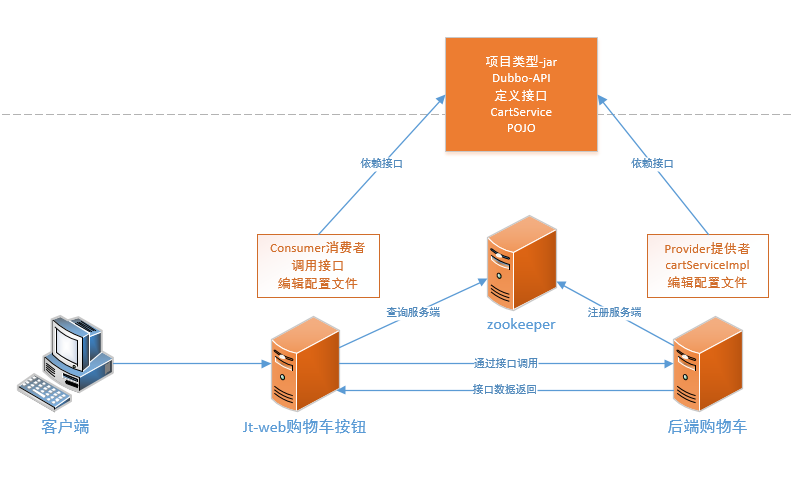 项目类型-jar
Dubbo-API
定义接口
CartService
POJO
依赖接口
依赖接口
Consumer消费者
调用接口
编辑配置文件
Provider提供者
cartServiceImpl
编辑配置文件
查询服务端
zookeeper
注册服务端
通过接口调用
接口数据返回
客户端
Jt-web购物车按钮
后端购物车